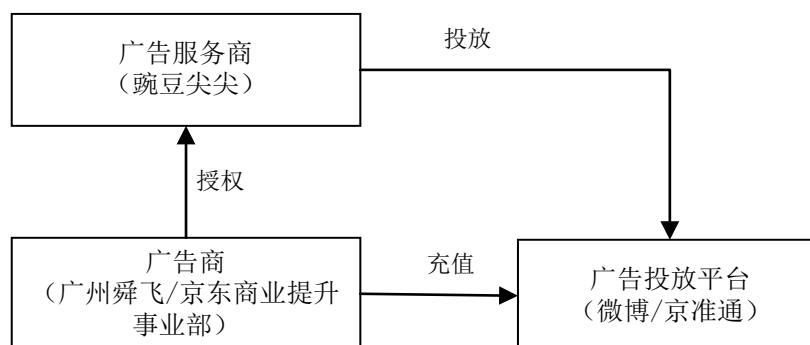 广告服务商
（豌豆尖尖）
投放
授权
广告商
（广州舜飞/京东商业提升
事业部）
充值
广告投放平台
（微博/京准通）